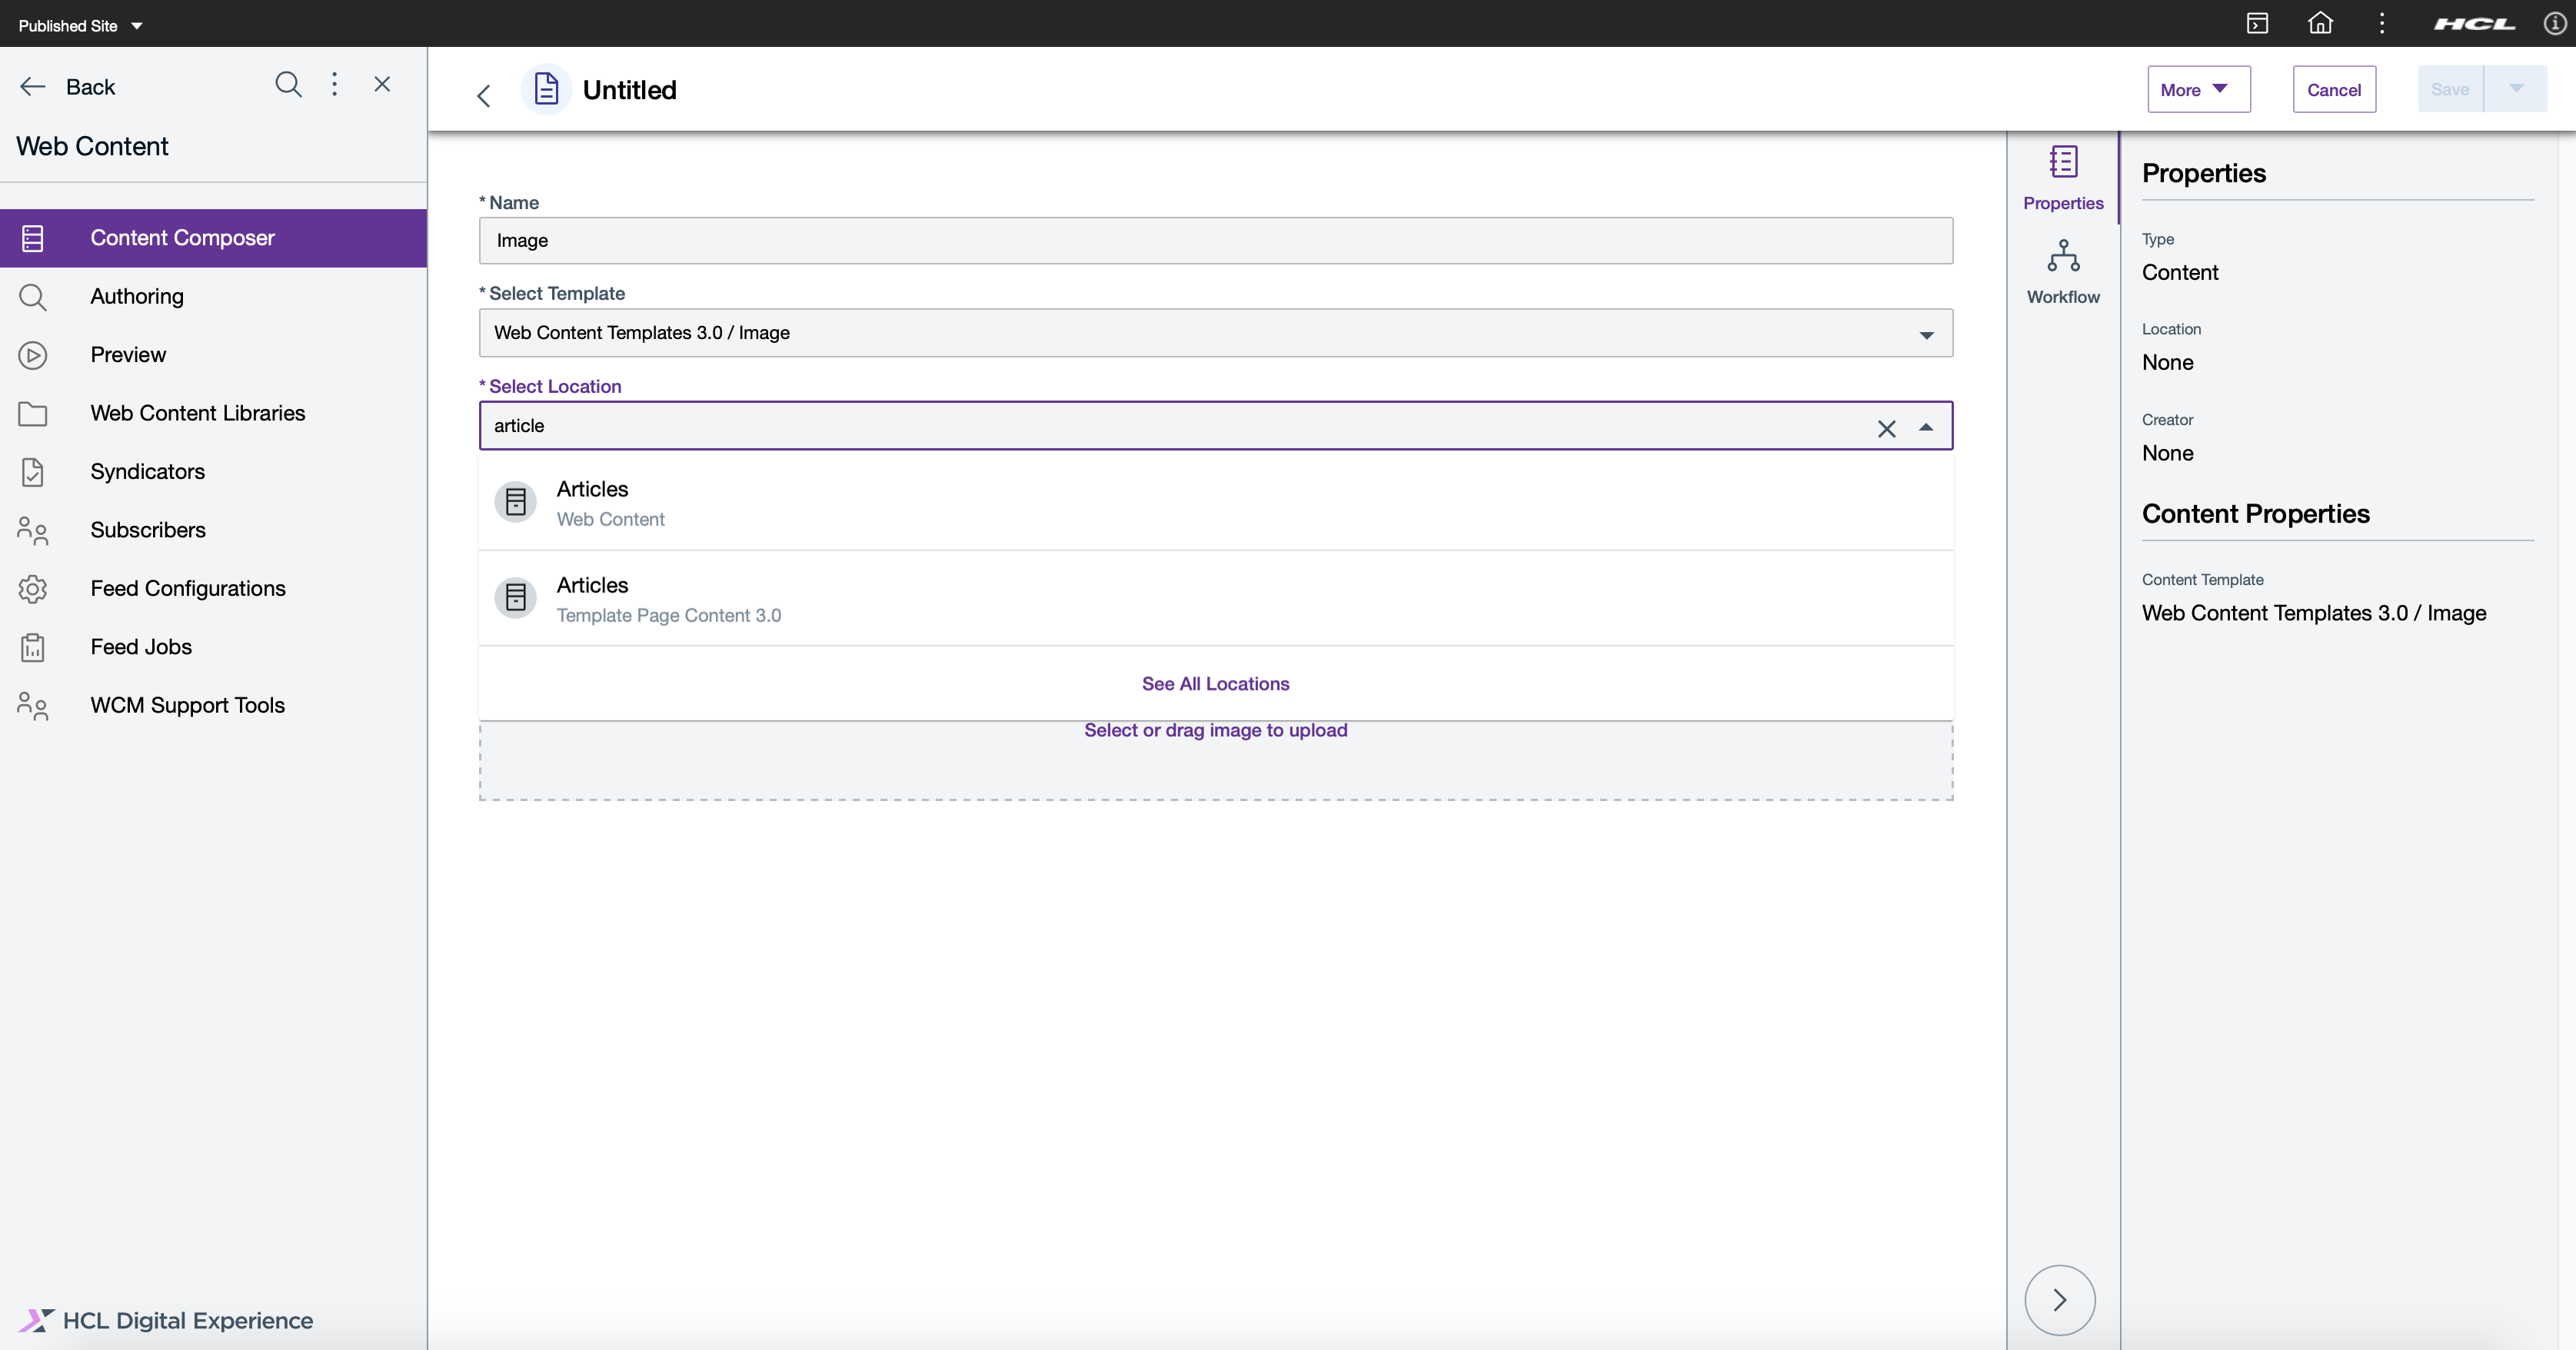 Published Site
HCL
Back
Web Content
Content Composer
Authoring
Preview
Web Content Libraries
Syndicators
Subscribers
Feed Configurations
Feed Jobs
WCM Support Tools
HCL Digital Experience
Untitled
More
Cancel
Save
* Name
Image
* Select Template
Web Content Templates 3.0 / Image
* Select Location
article
Articles
Web Content
Articles
Template Page Content 3.0
See All Locations
Select or drag image to upload
Properties
Workflow
Properties
Type
Content
Location
None
Creator
None
Content Properties
Content Template
Web Content Templates 3.0 / Image